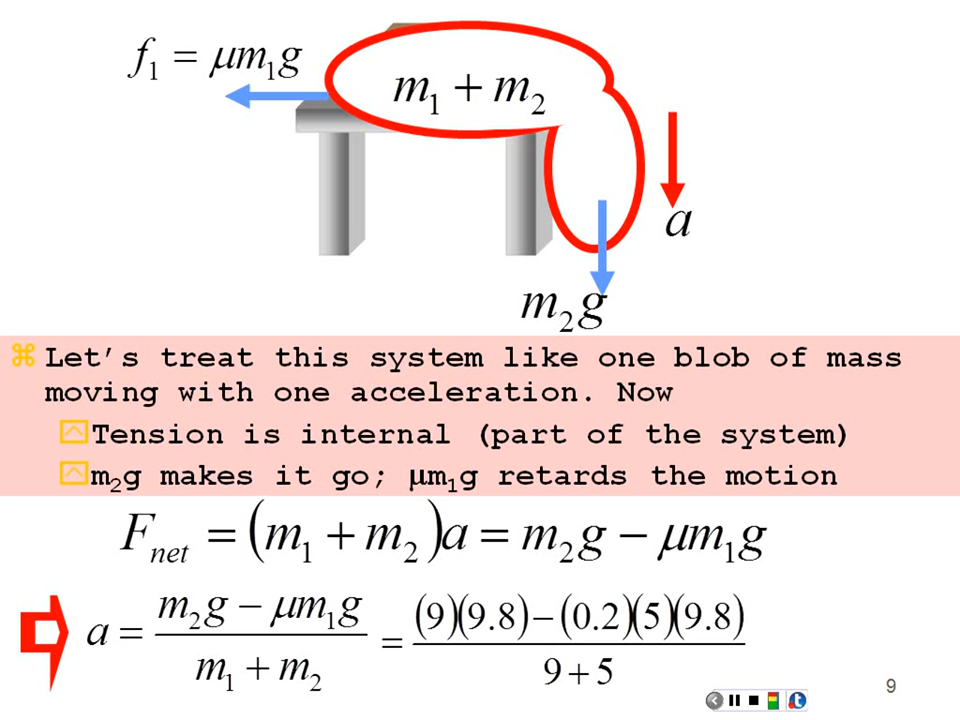 f₁ = μm₁g
m₁ + m₂
a
m₂g
Let's treat this system like one blob of mass
moving with one acceleration. Now
Tension is internal (part of the system)
m₂g makes it go; μm₁g retards the motion
Fₙₑₜ = (m₁ + m₂)a = m₂g − μm₁g
a = (m₂g − μm₁g)/(m₁ + m₂) = ((9)(9.8) − (0.2)(5)(9.8))/(9 + 5)
9